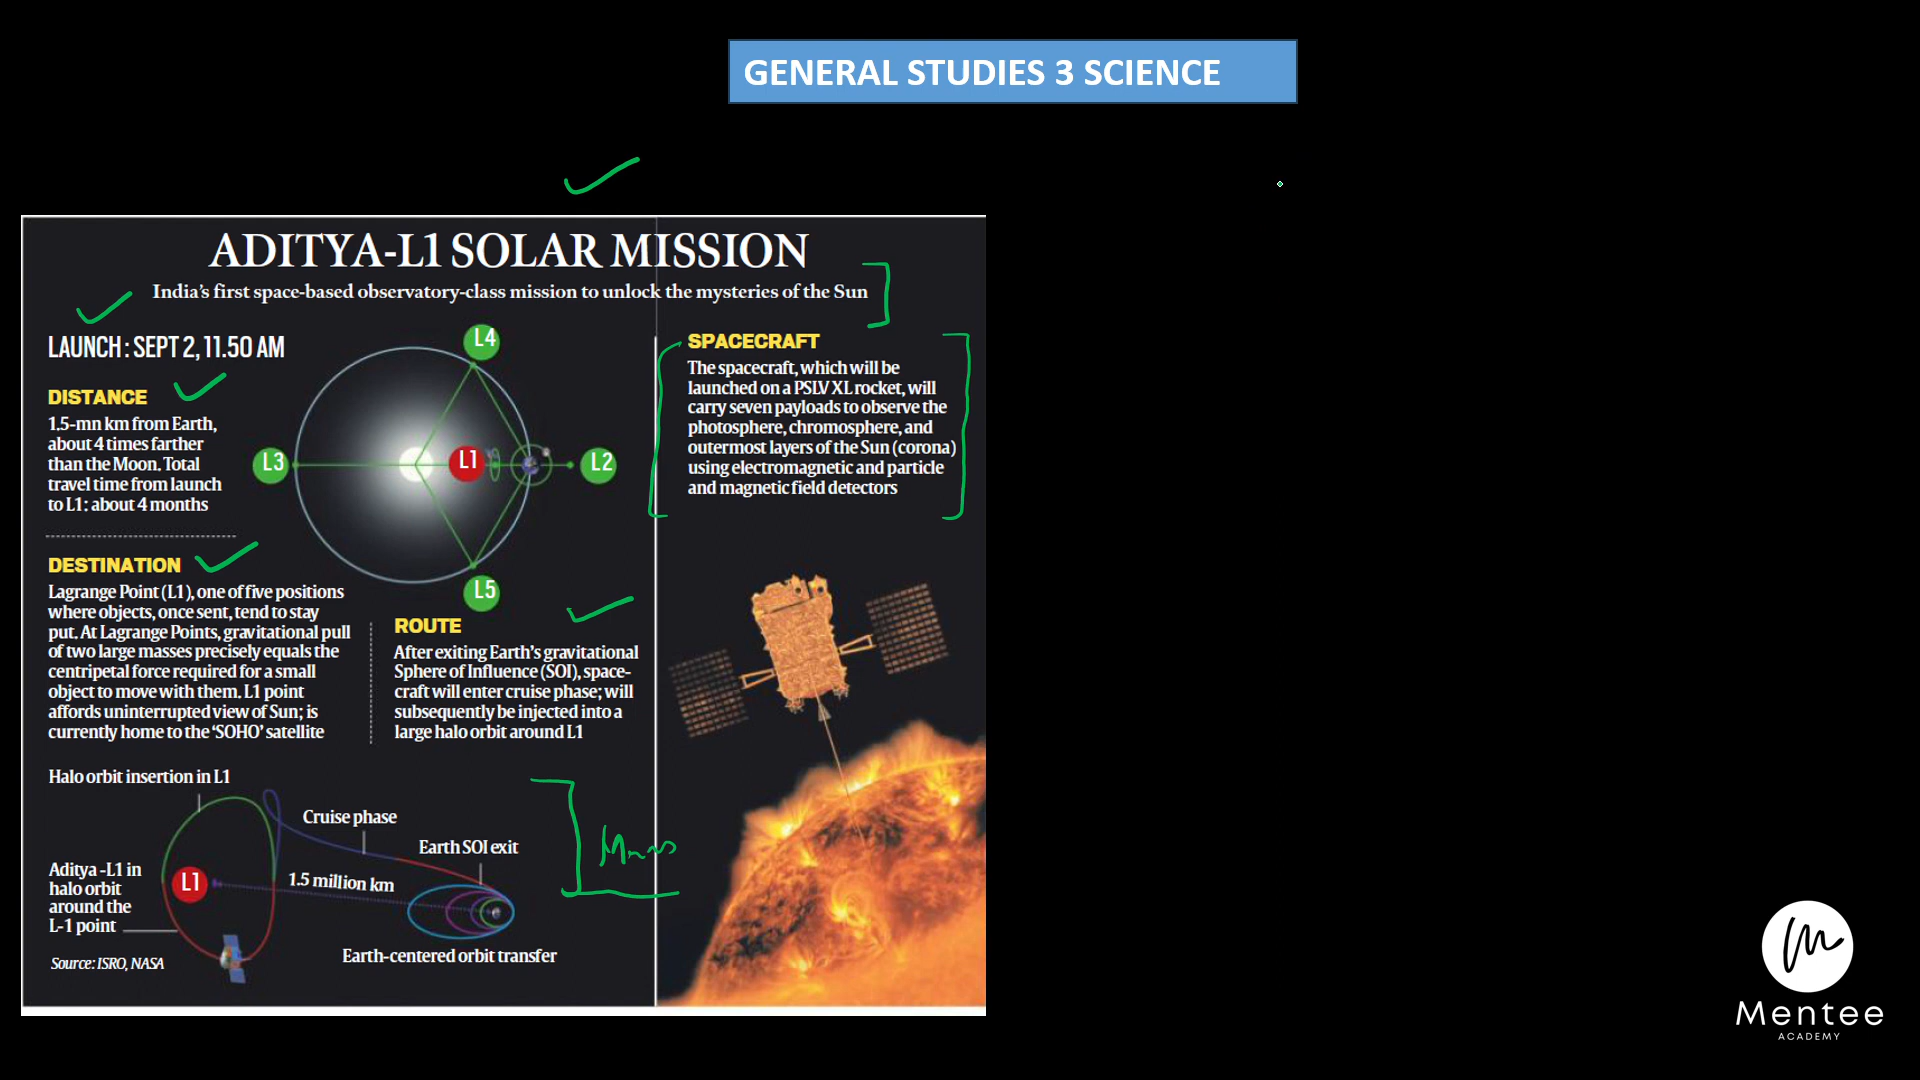 GENERAL STUDIES 3 SCIENCE
ADITYA-L1 SOLAR MISSION
India's first space-based observatory-class mission to unlock the mysteries of the Sun
LAUNCH : SEPT 2, 11.50 AM
DISTANCE
1.5-mn km from Earth,
about 4 times farther
than the Moon. Total
travel time from launch
to L1: about 4 months
L4
L3
L1
L2
L5
SPACECRAFT
The spacecraft, which will be
launched on a PSLV XL rocket, will
carry seven payloads to observe the
photosphere, chromosphere, and
outermost layers of the Sun (corona)
using electromagnetic and particle
and magnetic field detectors
DESTINATION
Lagrange Point (L1), one of five positions
where objects, once sent, tend to stay
put. At Lagrange Points, gravitational pull
of two large masses precisely equals the
centripetal force required for a small
object to move with them. L1 point
affords uninterrupted view of Sun; is
currently home to the 'SOHO' satellite
ROUTE
After exiting Earth's gravitational
Sphere of Influence (SOI), space-
craft will enter cruise phase; will
subsequently be injected into a
large halo orbit around L1
Halo orbit insertion in L1
Cruise phase
Earth SOI exit
Aditya -L1 in
halo orbit
around the
L-1 point
L1
1.5 million km
Earth-centered orbit transfer
Source: ISRO, NASA
Mentee
ACADEMY